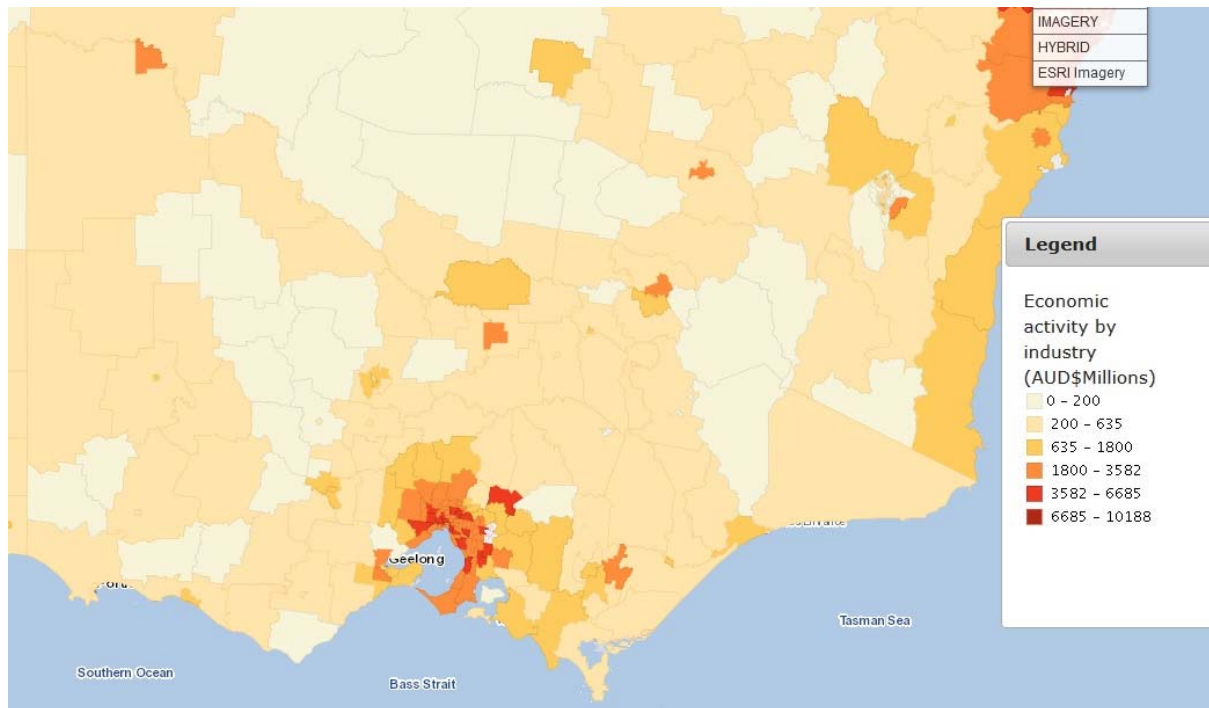 IMAGERY
HYBRID
ESRI Imagery
Legend
Economic
activity by
industry
(AUD$Millions)
0 - 200
200 - 635
635 - 1800
1800 - 3582
3582 - 6685
6685 - 10188
Geelong
Tasman Sea
Southern Ocean
Bass Strait